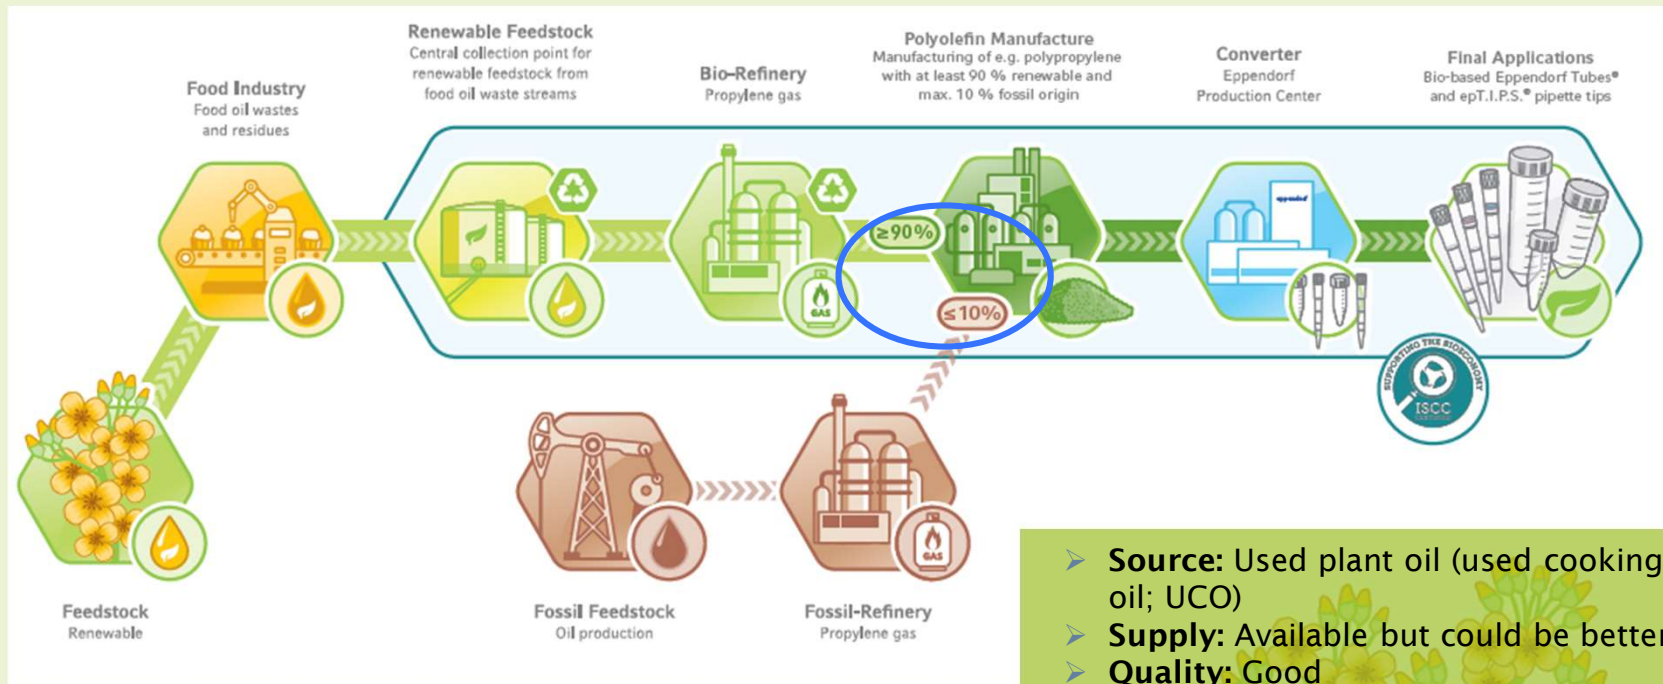 Food Industry
Food oil wastes
and residues
Renewable Feedstock
Central collection point for
renewable feedstock from
food oil waste streams
Bio-Refinery
Propylene gas
Polyolefin Manufacture
Manufacturing of e.g. polypropylene
with at least 90 % renewable and
max. 10 % fossil origin
Converter
Eppendorf
Production Center
Final Applications
Bio-based Eppendorf Tubes®
and epT.I.P.S.® pipette tips
≥90%
eppendorf
GAS
≤10%
SUPPORTING THE BIOECONOMY
ISCC
CERTIFIED
GAS
Feedstock
Renewable
Fossil Feedstock
Oil production
Fossil-Refinery
Propylene gas
➤ Source: Used plant oil (used cooking
oil; UCO)
➤ Supply: Available but could be better
➤ Quality: Good